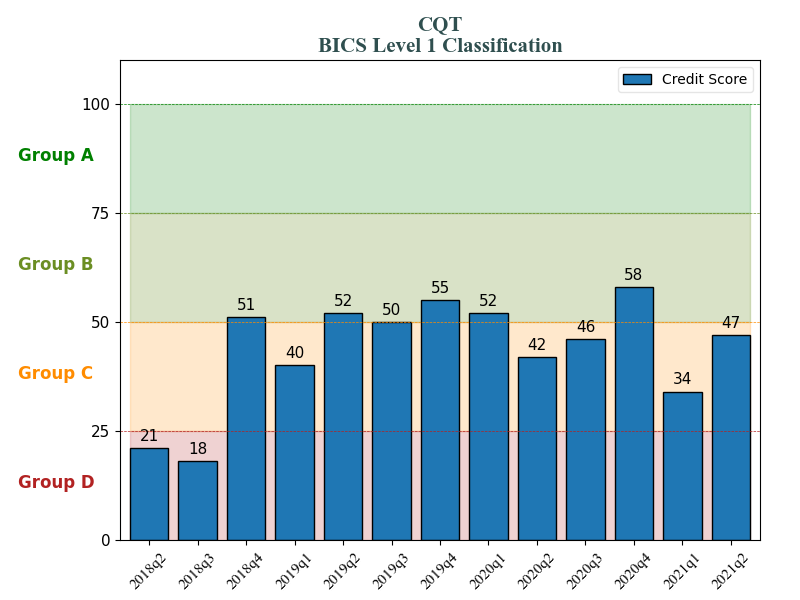 CQT
BICS Level 1 Classification
Credit Score
100
Group A
75
Group B
58
55
52
52
51
50
50
47
46
42
40
Group C
34
25
21
18
Group D
0
2018q2
2018q3
2018q4
2019q1
2019q2
2019q3
2019q4
2020q1
2020q2
2020q3
2020q4
2021q1
2021q2